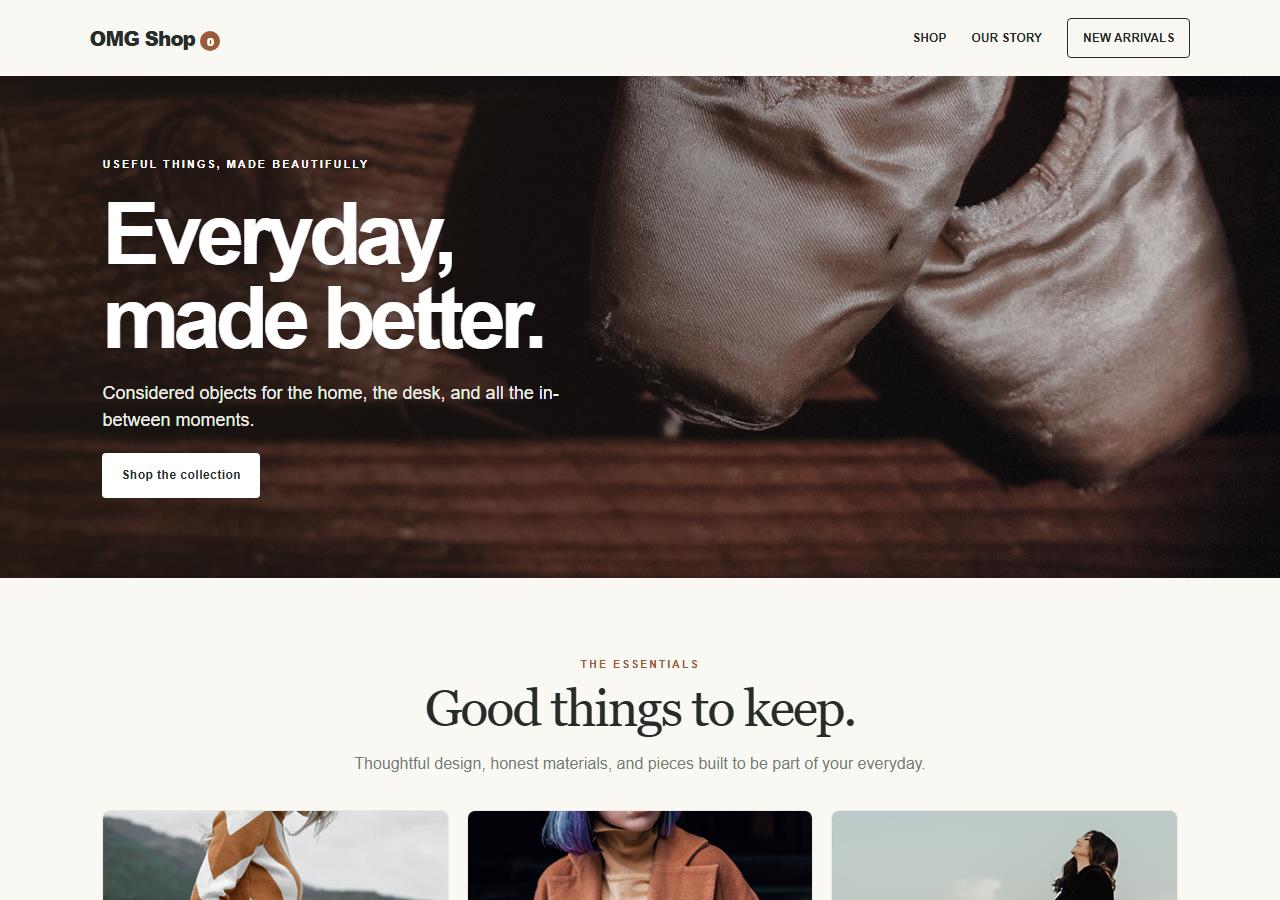 OMG Shop 0
SHOP
OUR STORY
NEW ARRIVALS
USEFUL THINGS, MADE BEAUTIFULLY
Everyday,
made better.
Considered objects for the home, the desk, and all the in-
between moments.
Shop the collection
THE ESSENTIALS
Good things to keep.
Thoughtful design, honest materials, and pieces built to be part of your everyday.